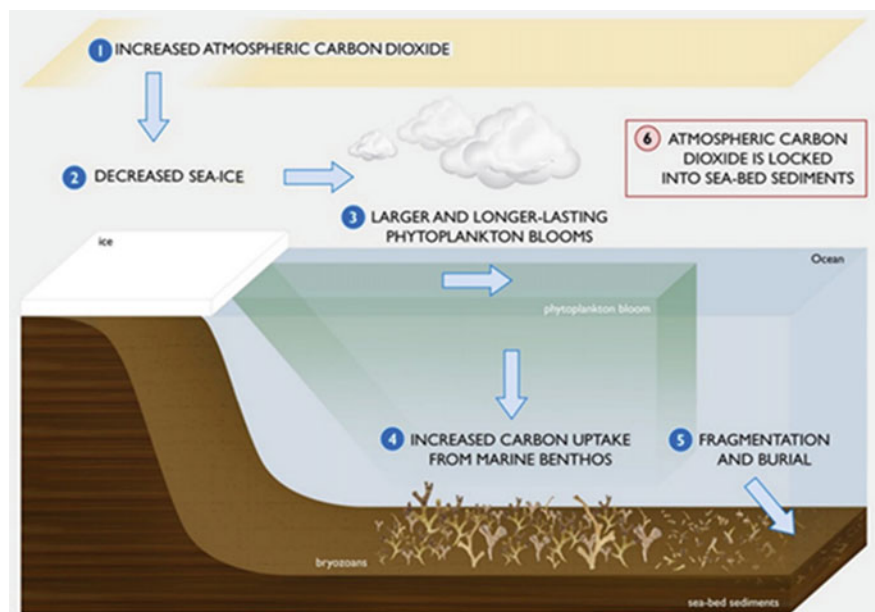 1 INCREASED ATMOSPHERIC CARBON DIOXIDE
2 DECREASED SEA-ICE
6 ATMOSPHERIC CARBON
DIOXIDE IS LOCKED
INTO SEA-BED SEDIMENTS
3 LARGER AND LONGER-LASTING
PHYTOPLANKTON BLOOMS
ice
Ocean
phytoplankton bloom
4 INCREASED CARBON UPTAKE
FROM MARINE BENTHOS
5 FRAGMENTATION
AND BURIAL
bryozoans
sea-bed sediments